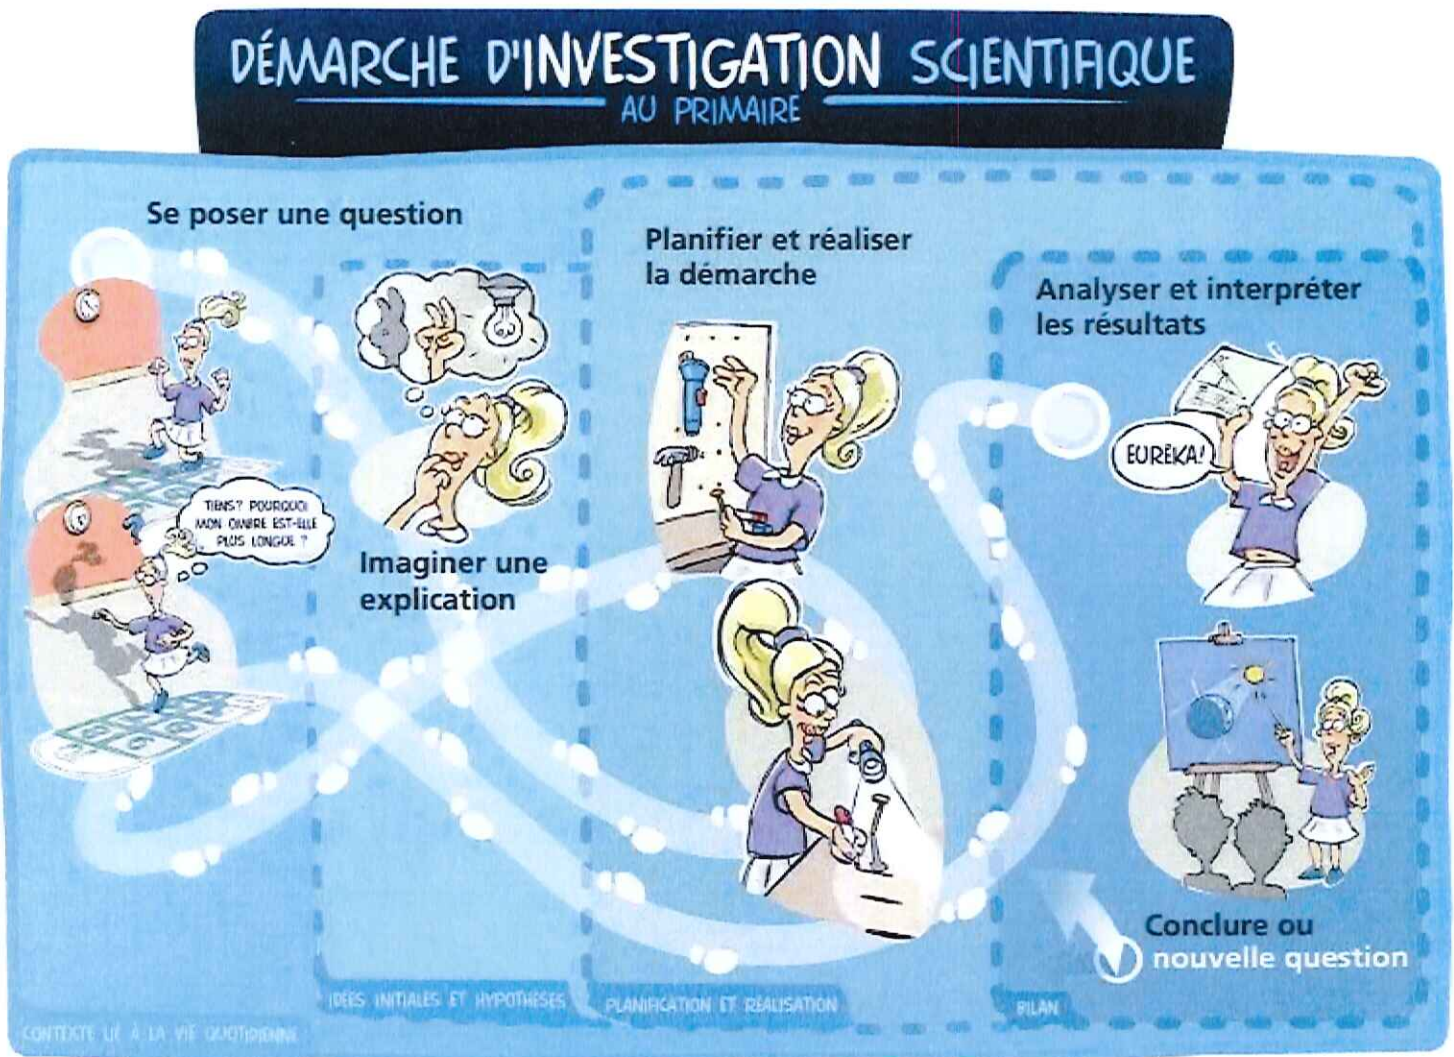 DÉMARCHE D'INVESTIGATION SCIENTIFIQUE
AU PRIMAIRE
Se poser une question
TIENS? POURQUOI
MON OMBRE EST-ELLE
PLUS LONGUE ?
Imaginer une
explication
Planifier et réaliser
la démarche
Analyser et interpréter
les résultats
EURÊKA!
Conclure ou
nouvelle question
CONTEXTE LIÉ À LA VIE QUOTIDIENNE
IDÉES INITIALES ET HYPOTHÈSES
PLANIFICATION ET RÉALISATION
BILAN